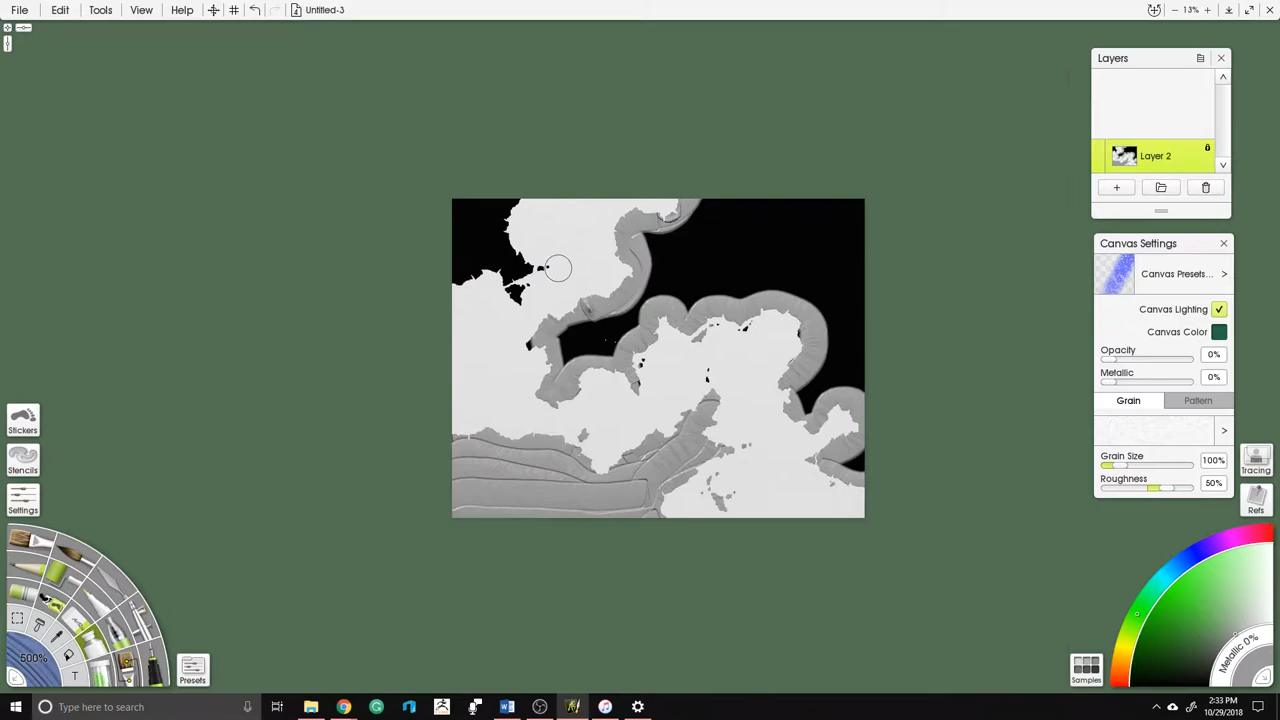 File Edit Tools View Help Untitled-3 13%
Layers
Layer 2
+
Canvas Settings
Canvas Presets... >
Canvas Lighting
Canvas Color
Opacity 0%
Metallic 0%
Grain Pattern
>
Grain Size 100%
Roughness 50%
Stickers
Stencils
Settings
Tracing
Refs
500%
T
Presets
Samples
Metallic 0%
Type here to search
2:33 PM
10/29/2018